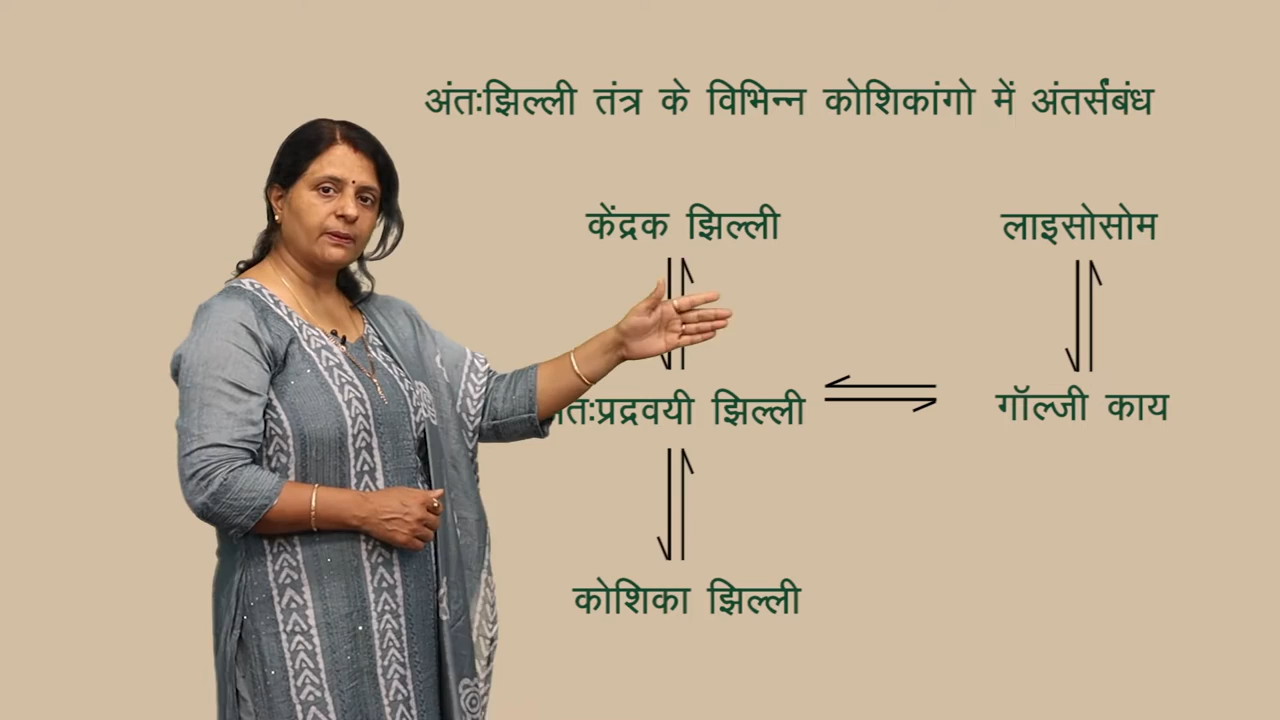 अंतःझिल्ली तंत्र के विभिन्न कोशिकांगो में अंतर्संबंध
केंद्रक झिल्ली
लाइसोसोम
झिल्ली
गॉल्जी काय
कोशिका झिल्ली